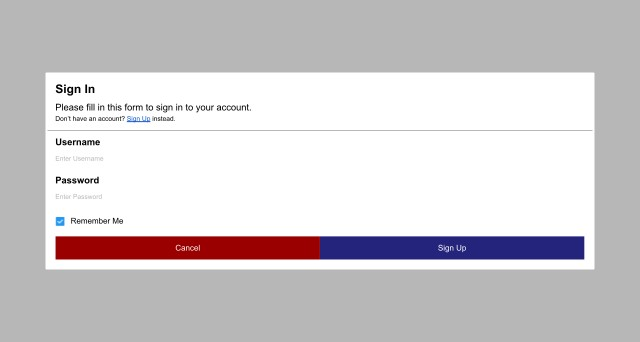 Sign In
Please fill in this form to sign in to your account.
Don't have an account? Sign Up instead.
Username
Enter Username
Password
Enter Password
Remember Me
Cancel
Sign Up